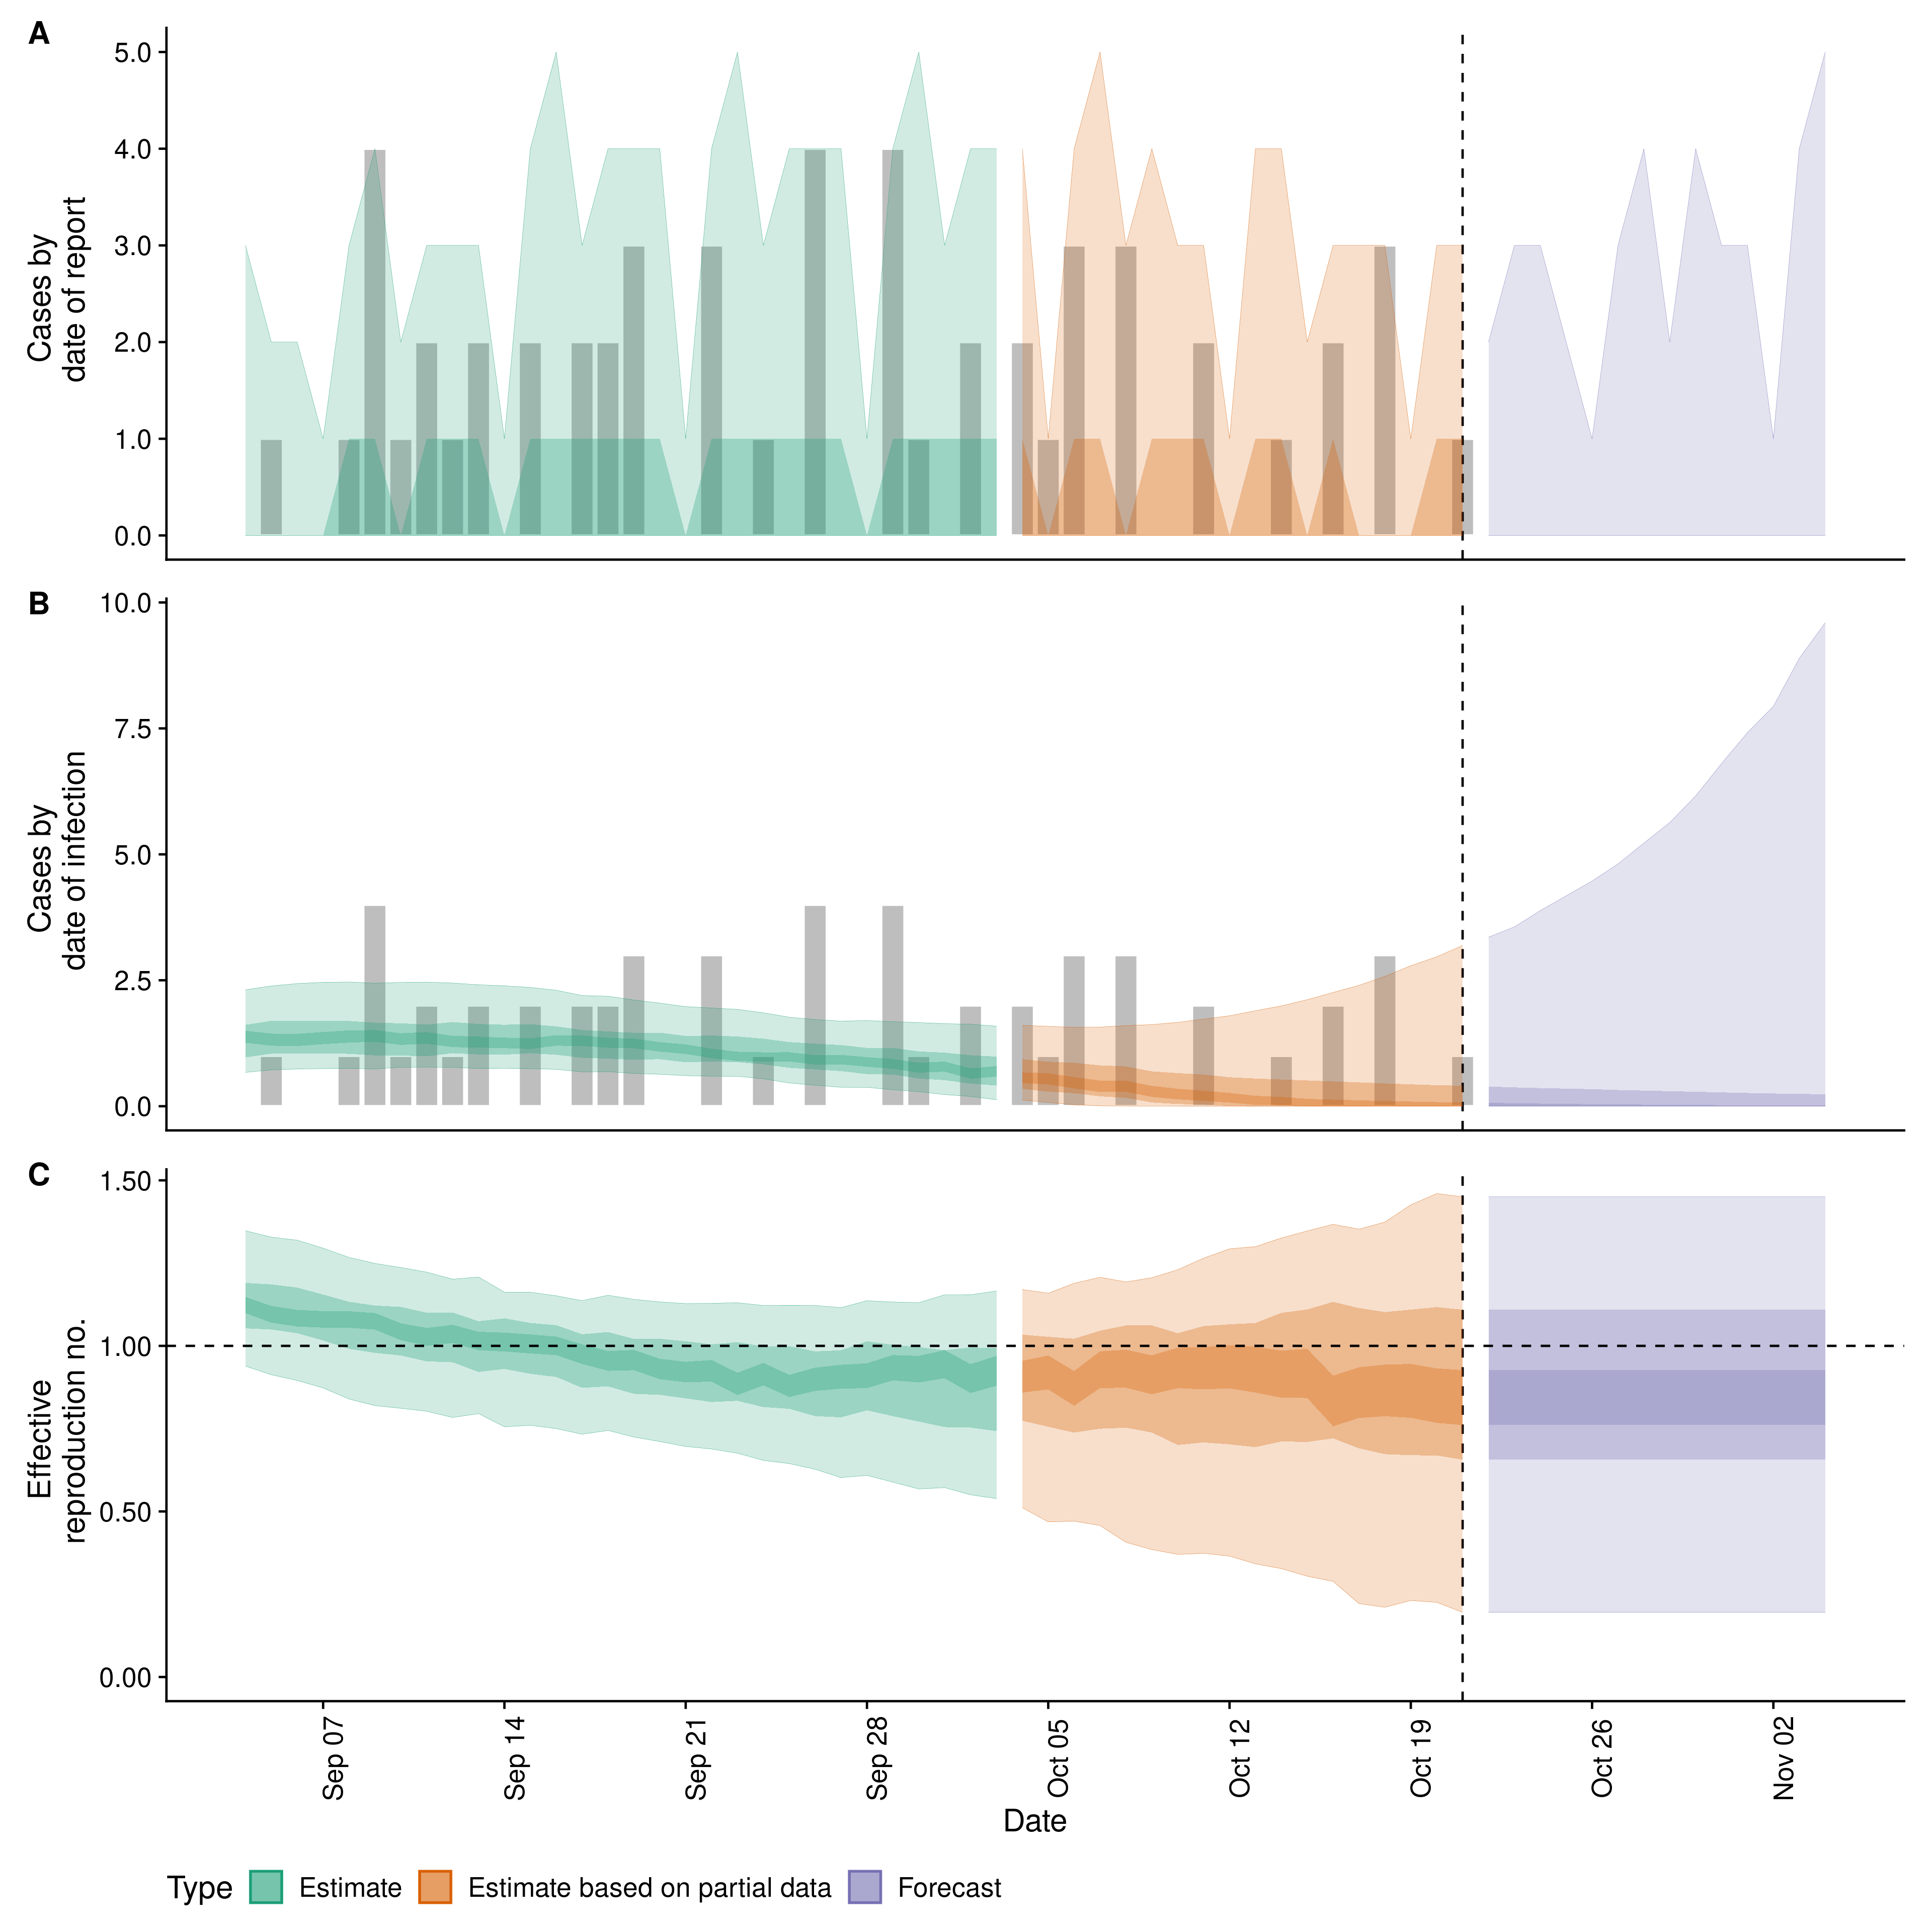 A
5.0
4.0
3.0
2.0
1.0
0.0
Cases by
date of report
B
10.0
7.5
5.0
2.5
0.0
Cases by
date of infection
C
1.50
1.00
0.50
0.00
Effective
reproduction no.
Sep 07
Sep 14
Sep 21
Sep 28
Oct 05
Oct 12
Oct 19
Oct 26
Nov 02
Date
Type Estimate Estimate based on partial data Forecast